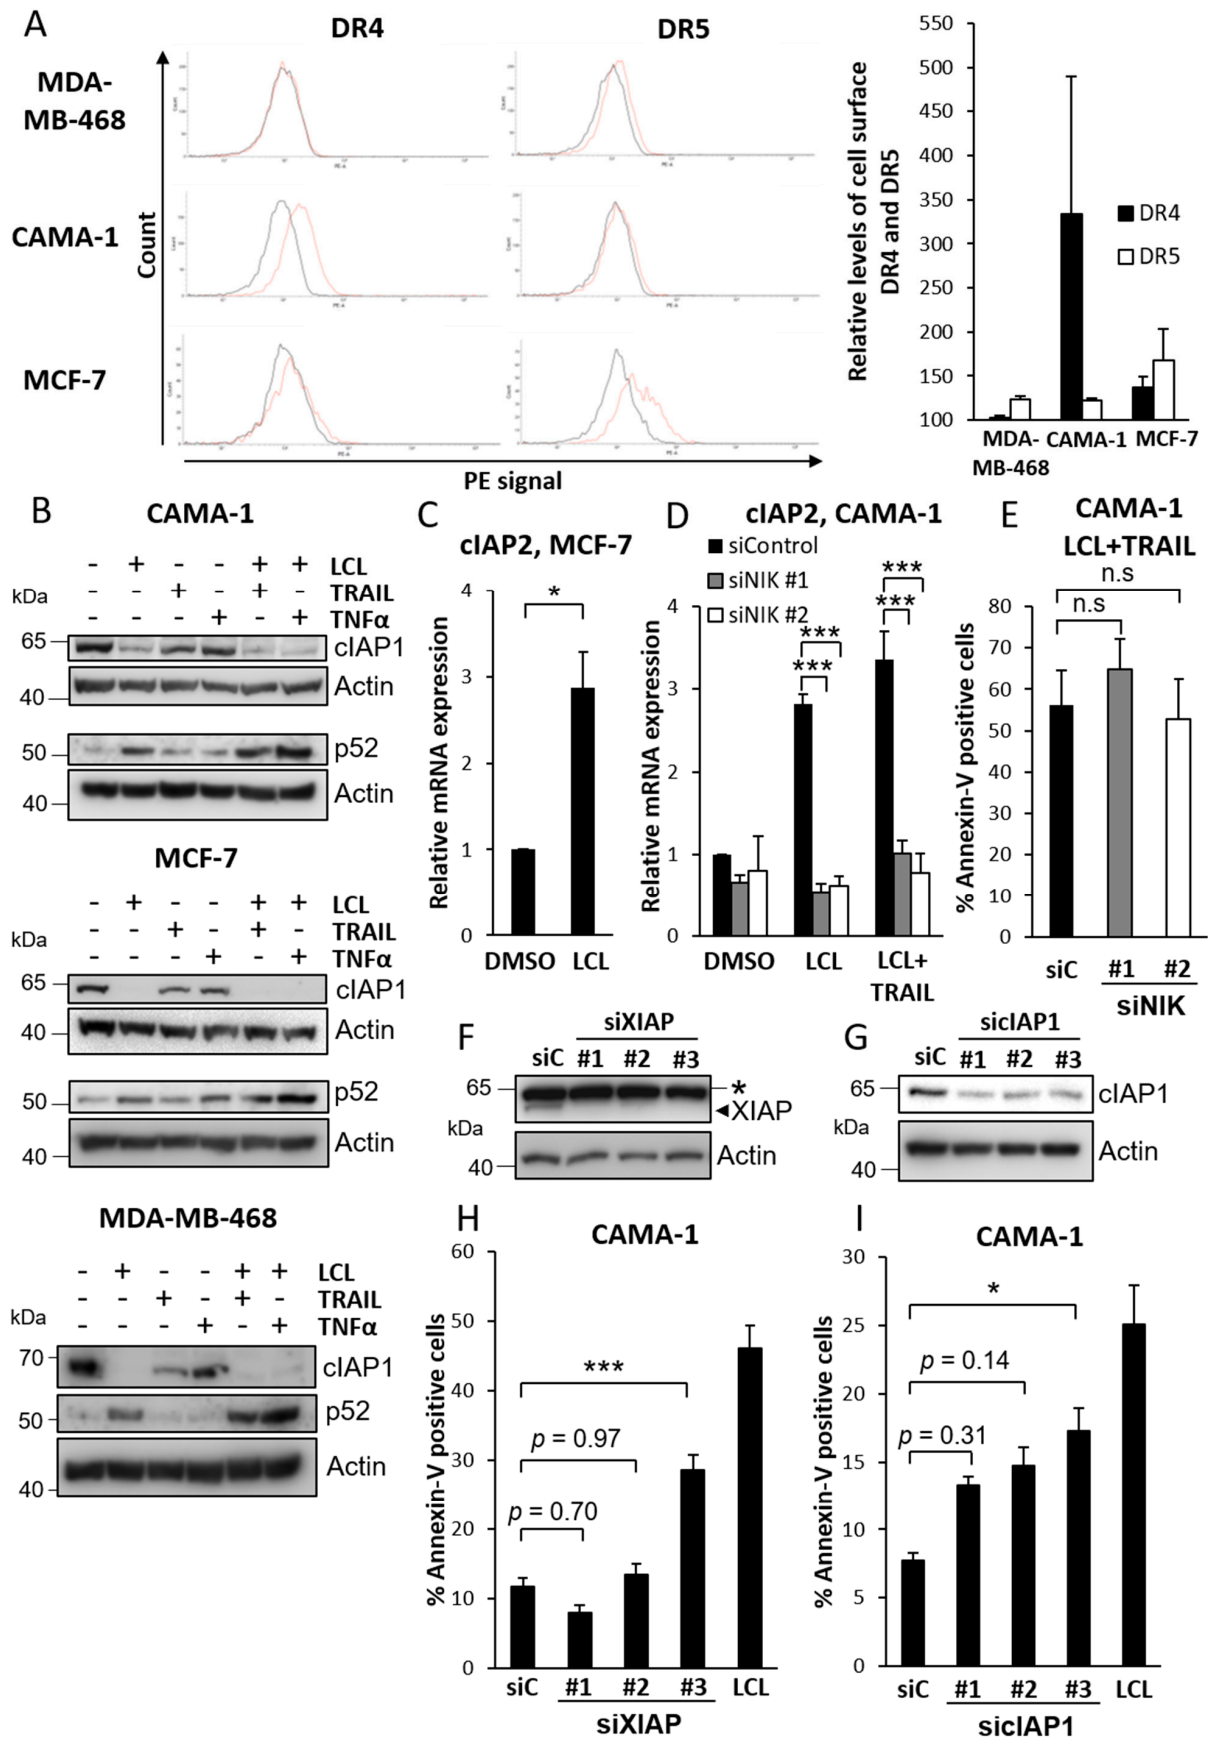 A
DR4
DR5
MDA-
MB-468
CAMA-1
MCF-7
Count
PE signal
Relative levels of cell surface
DR4 and DR5
550
500
450
400
350
300
250
200
150
100
DR4
DR5
MDA-
MB-468
CAMA-1
MCF-7
B
CAMA-1
- + - - + + LCL
- - + - + - TRAIL
- - - + - + TNFα
kDa
65
cIAP1
Actin
40
50
p52
Actin
40
MCF-7
- + - - + + LCL
- - + - + - TRAIL
- - - + - + TNFα
kDa
65
cIAP1
40
Actin
50
p52
Actin
40
MDA-MB-468
- + - - + + LCL
- - + - + - TRAIL
- - - + - + TNFα
kDa
70
cIAP1
50
p52
Actin
40
C
cIAP2, MCF-7
Relative mRNA expression
4
3
2
1
0
*
DMSO LCL
D
cIAP2, CAMA-1
siControl
siNIK #1
siNIK #2
Relative mRNA expression
4
3
2
1
0
***
***
***
***
DMSO LCL LCL+
TRAIL
E
CAMA-1
LCL+TRAIL
n.s
n.s
% Annexin-V positive cells
80
70
60
50
40
30
20
10
0
siC #1 #2
siNIK
F
siXIAP
siC #1 #2 #3
65
*
◄XIAP
kDa
Actin
40
G
sicIAP1
siC #1 #2 #3
65
cIAP1
kDa
Actin
40
H
CAMA-1
% Annexin-V positive cells
60
50
40
30
20
10
0
***
p = 0.97
p = 0.70
siC #1 #2 #3 LCL
siXIAP
I
CAMA-1
% Annexin-V positive cells
30
25
20
15
10
5
0
*
p = 0.14
p = 0.31
siC #1 #2 #3 LCL
sicIAP1